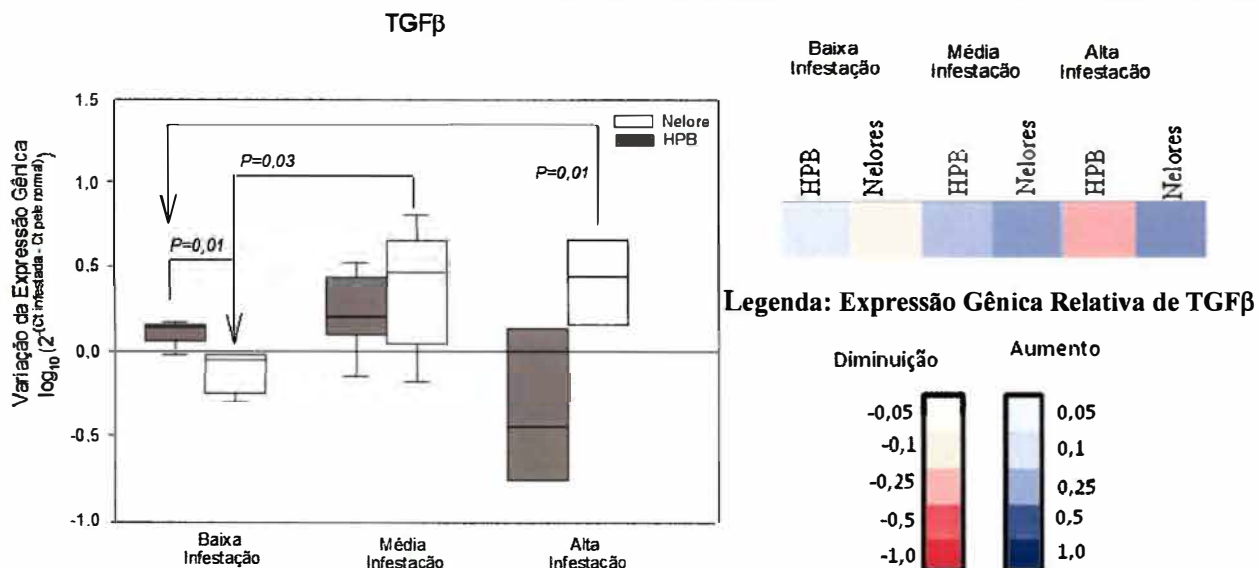 TGFβ
Variação da Expressão Gênica
log₁₀ (2^-(Ct infestada - Ct pele normal))
1.5
1.0
0.5
0.0
-0.5
-1.0
Nelore
HPB
P=0,01
P=0,03
P=0,01
Baixa
Infestação
Média
Infestação
Alta
Infestação
Baixa
Infestação
Média
Infestação
Alta
Infestação
HPB
Nelores
HPB
Nelores
HPB
Nelores
Legenda: Expressão Gênica Relativa de TGFβ
Diminuição
-0,05
-0,1
-0,25
-0,5
-1,0
Aumento
0,05
0,1
0,25
0,5
1,0